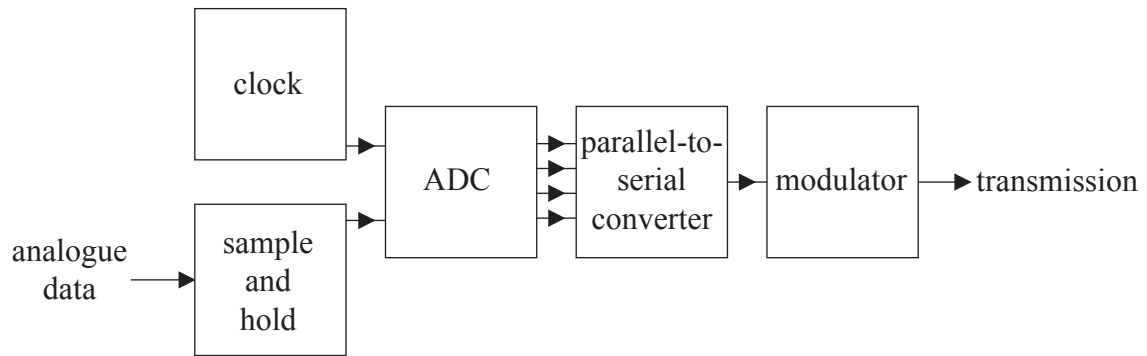 clock
analogue
data
sample
and
hold
ADC
parallel-to-
serial
converter
modulator
transmission